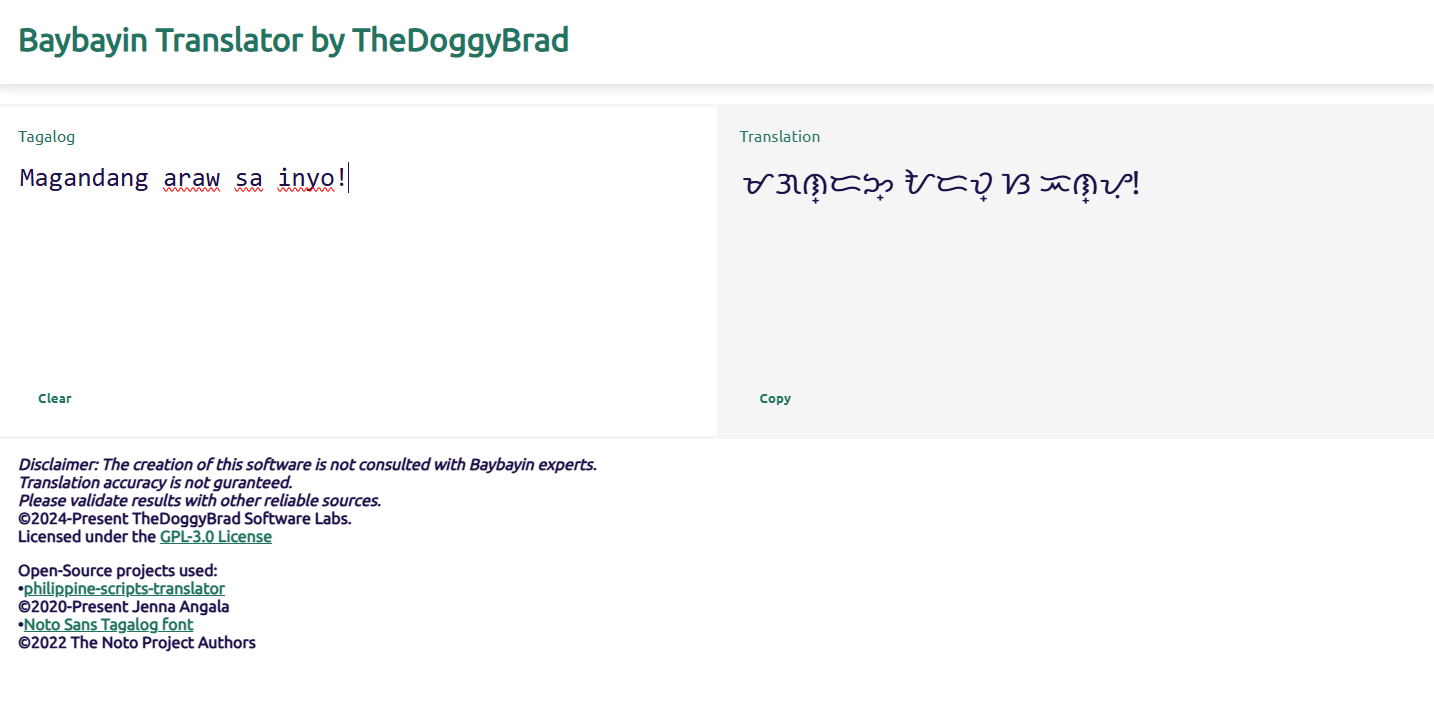 Baybayin Translator by TheDoggyBrad
Tagalog
Magandang araw sa inyo!
Clear
Translation
ᜋᜄᜈ᜔ᜇᜅ᜔ ᜀᜇᜏ᜔ ᜐ ᜁᜈ᜔ᜌᜓ!
Copy
Disclaimer: The creation of this software is not consulted with Baybayin experts.
Translation accuracy is not guranteed.
Please validate results with other reliable sources.
©2024-Present TheDoggyBrad Software Labs.
Licensed under the GPL-3.0 License
Open-Source projects used:
•philippine-scripts-translator
©2020-Present Jenna Angala
•Noto Sans Tagalog font
©2022 The Noto Project Authors